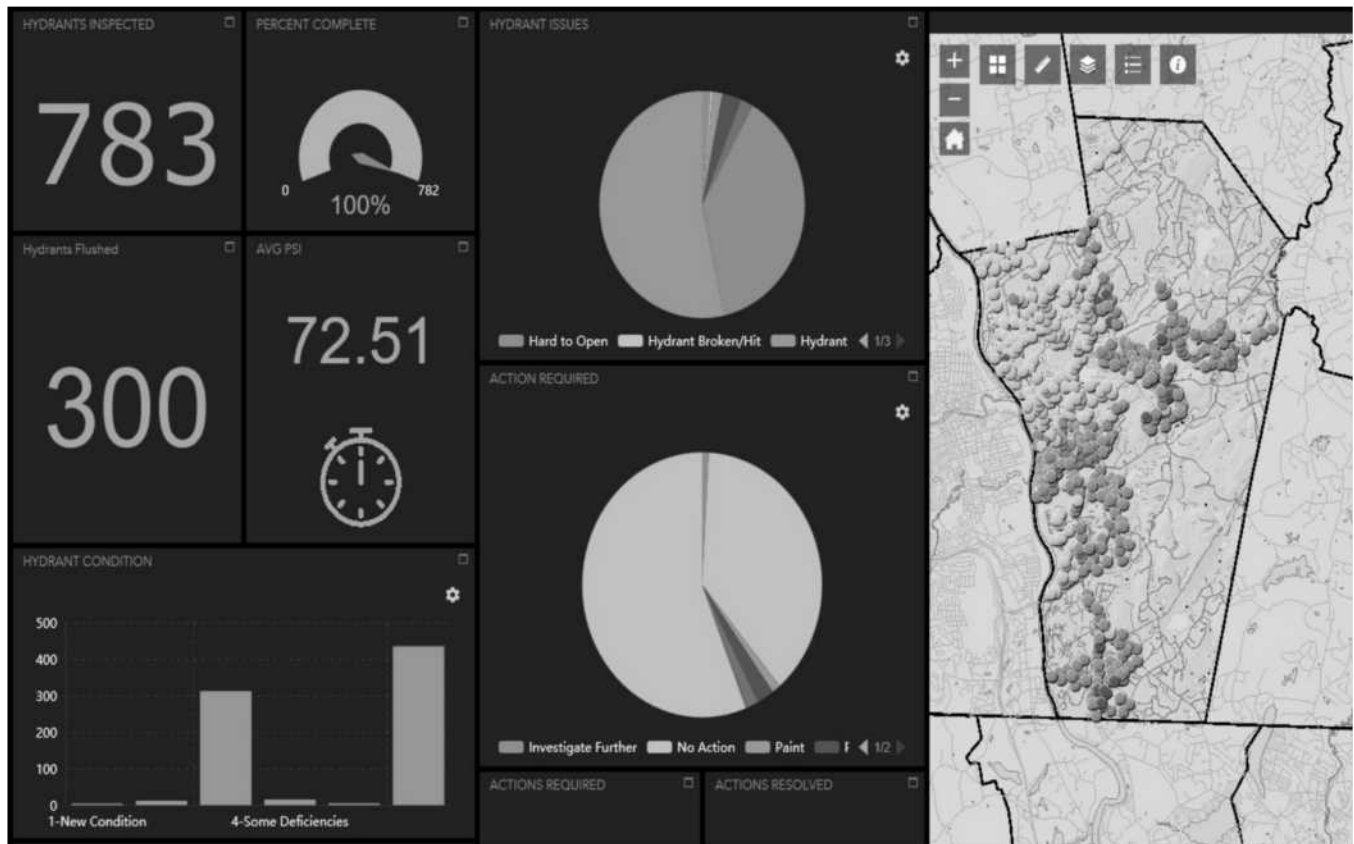 HYDRANTS INSPECTED
783
PERCENT COMPLETE
0
782
100%
Hydrants Flushed
300
AVG PSI
72.51
HYDRANT CONDITION
500
400
300
200
100
0
1-New Condition
4-Some Deficiencies
HYDRANT ISSUES
Hard to Open Hydrant Broken/Hit Hydrant 1/3
ACTION REQUIRED
Investigate Further No Action Paint 1/2
ACTIONS REQUIRED
ACTIONS RESOLVED